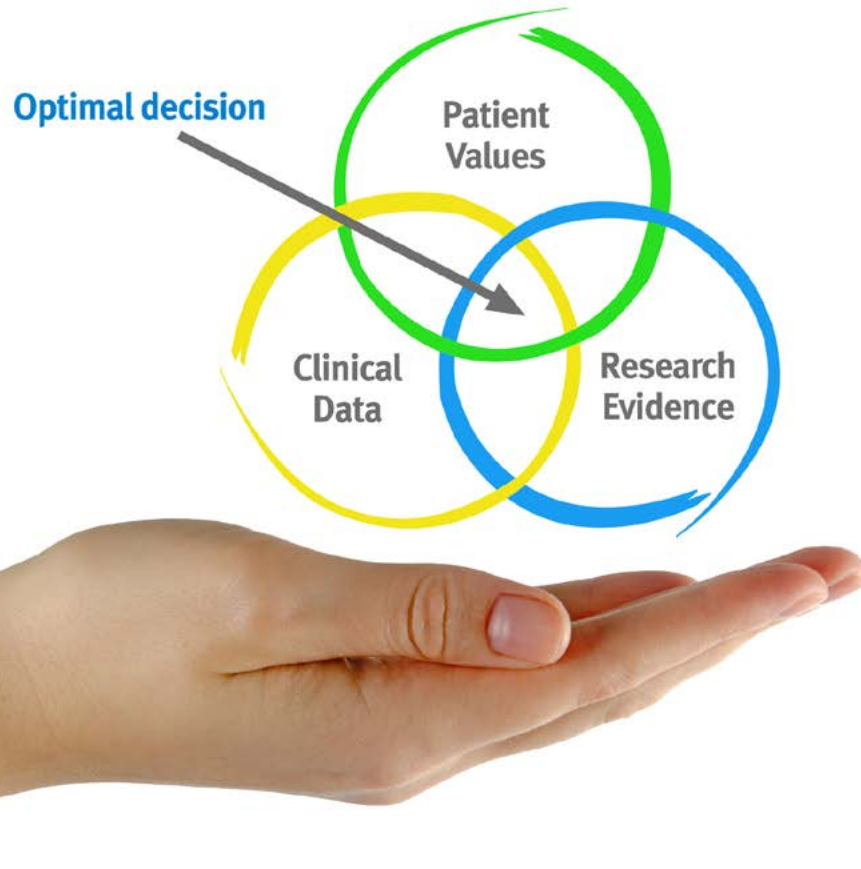 Optimal decision
Patient
Values
Clinical
Data
Research
Evidence